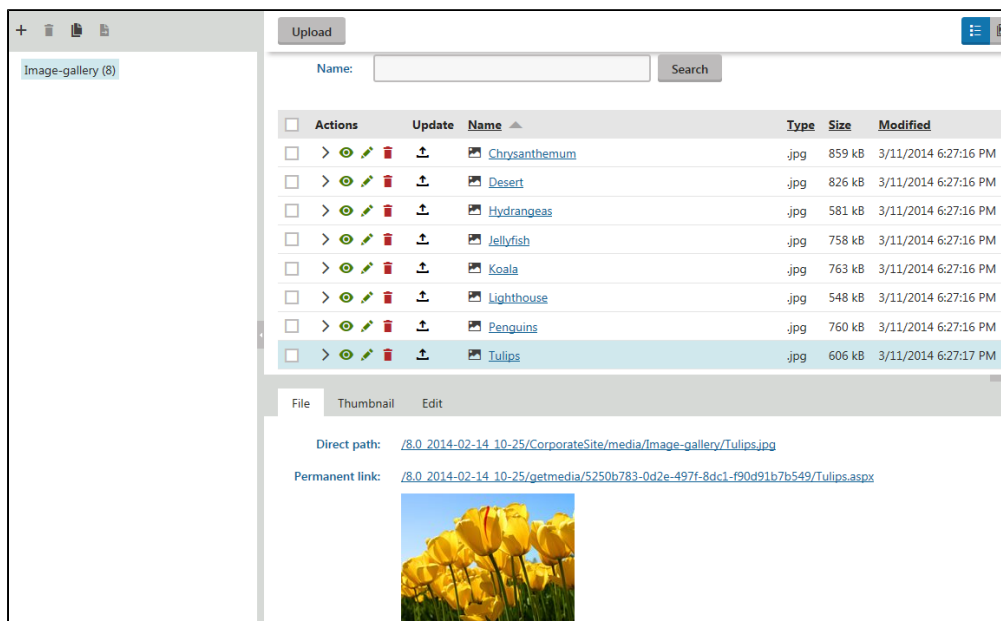 Upload
Image-gallery (8)
Name: Search
Actions Update Name Type Size Modified
Chrysanthemum .jpg 859 kB 3/11/2014 6:27:16 PM
Desert .jpg 826 kB 3/11/2014 6:27:16 PM
Hydrangeas .jpg 581 kB 3/11/2014 6:27:16 PM
Jellyfish .jpg 758 kB 3/11/2014 6:27:16 PM
Koala .jpg 763 kB 3/11/2014 6:27:16 PM
Lighthouse .jpg 548 kB 3/11/2014 6:27:16 PM
Penguins .jpg 760 kB 3/11/2014 6:27:16 PM
Tulips .jpg 606 kB 3/11/2014 6:27:17 PM
File Thumbnail Edit
Direct path: /8.0_2014-02-14_10-25/CorporateSite/media/Image-gallery/Tulips.jpg
Permanent link: /8.0_2014-02-14_10-25/getmedia/5250b783-0d2e-497f-8dc1-f90d91b7b549/Tulips.aspx